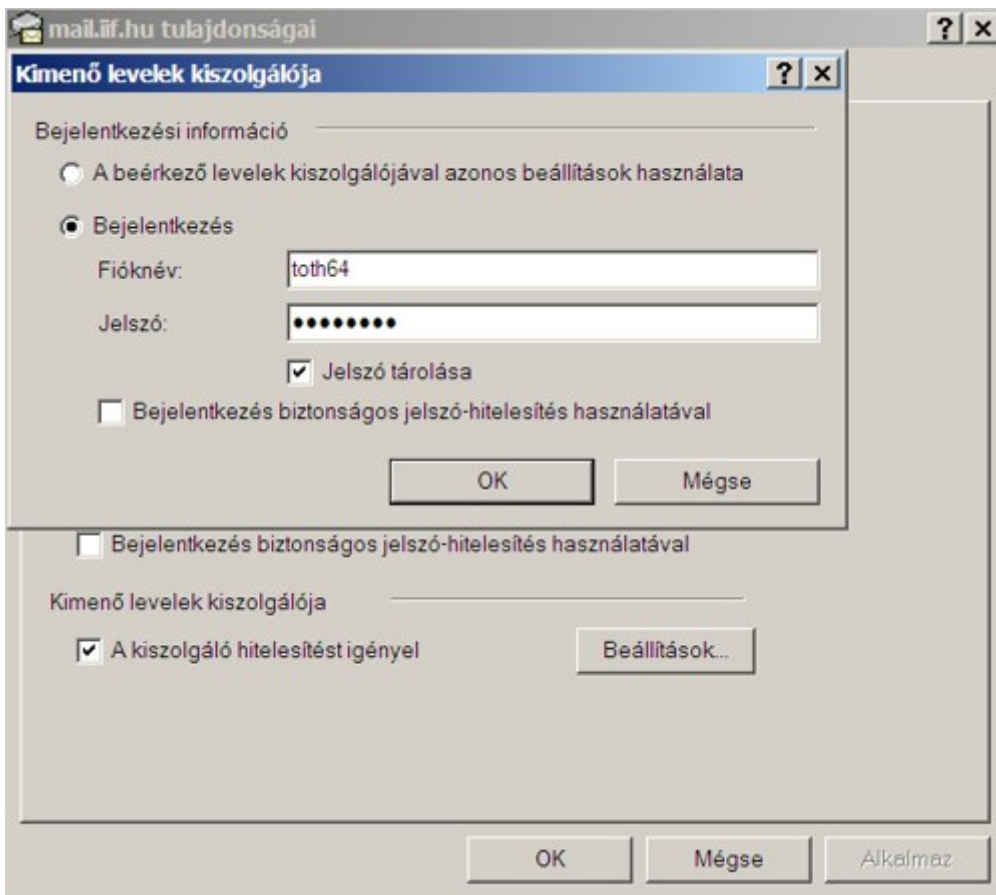 mail.iif.hu tulajdonságai
Kimenő levelek kiszolgálója
Bejelentkezési információ
A beérkező levelek kiszolgálójával azonos beállítások használata
Bejelentkezés
Fióknév: toth64
Jelszó: ●●●●●●●●
Jelszó tárolása
Bejelentkezés biztonságos jelszó-hitelesítés használatával
OK Mégse
Bejelentkezés biztonságos jelszó-hitelesítés használatával
Kimenő levelek kiszolgálója
A kiszolgáló hitelesítést igényel Beállítások...
OK Mégse Alkalmaz